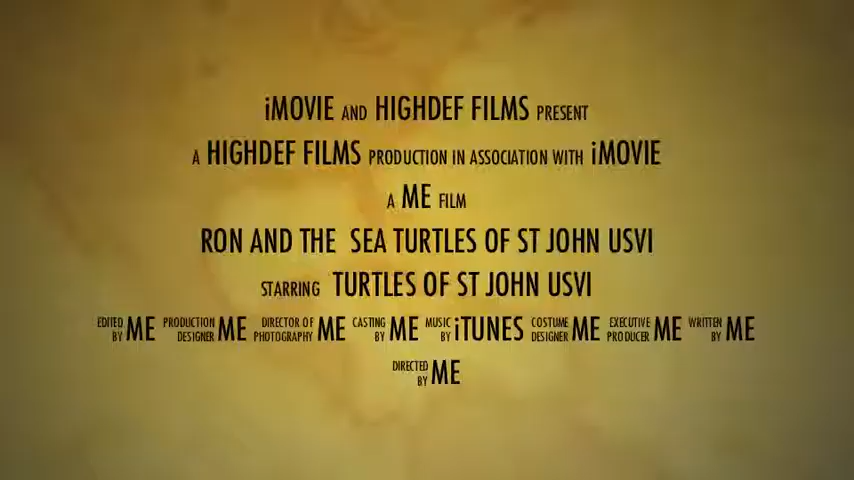 iMOVIE AND HIGHDEF FILMS PRESENT
A HIGHDEF FILMS PRODUCTION IN ASSOCIATION WITH iMOVIE
A ME FILM
RON AND THE SEA TURTLES OF ST JOHN USVI
STARRING TURTLES OF ST JOHN USVI
EDITED BY ME PRODUCTION DESIGNER ME DIRECTOR OF PHOTOGRAPHY ME CASTING BY ME MUSIC BY iTUNES COSTUME DESIGNER ME EXECUTIVE PRODUCER ME WRITTEN BY ME
DIRECTED BY ME